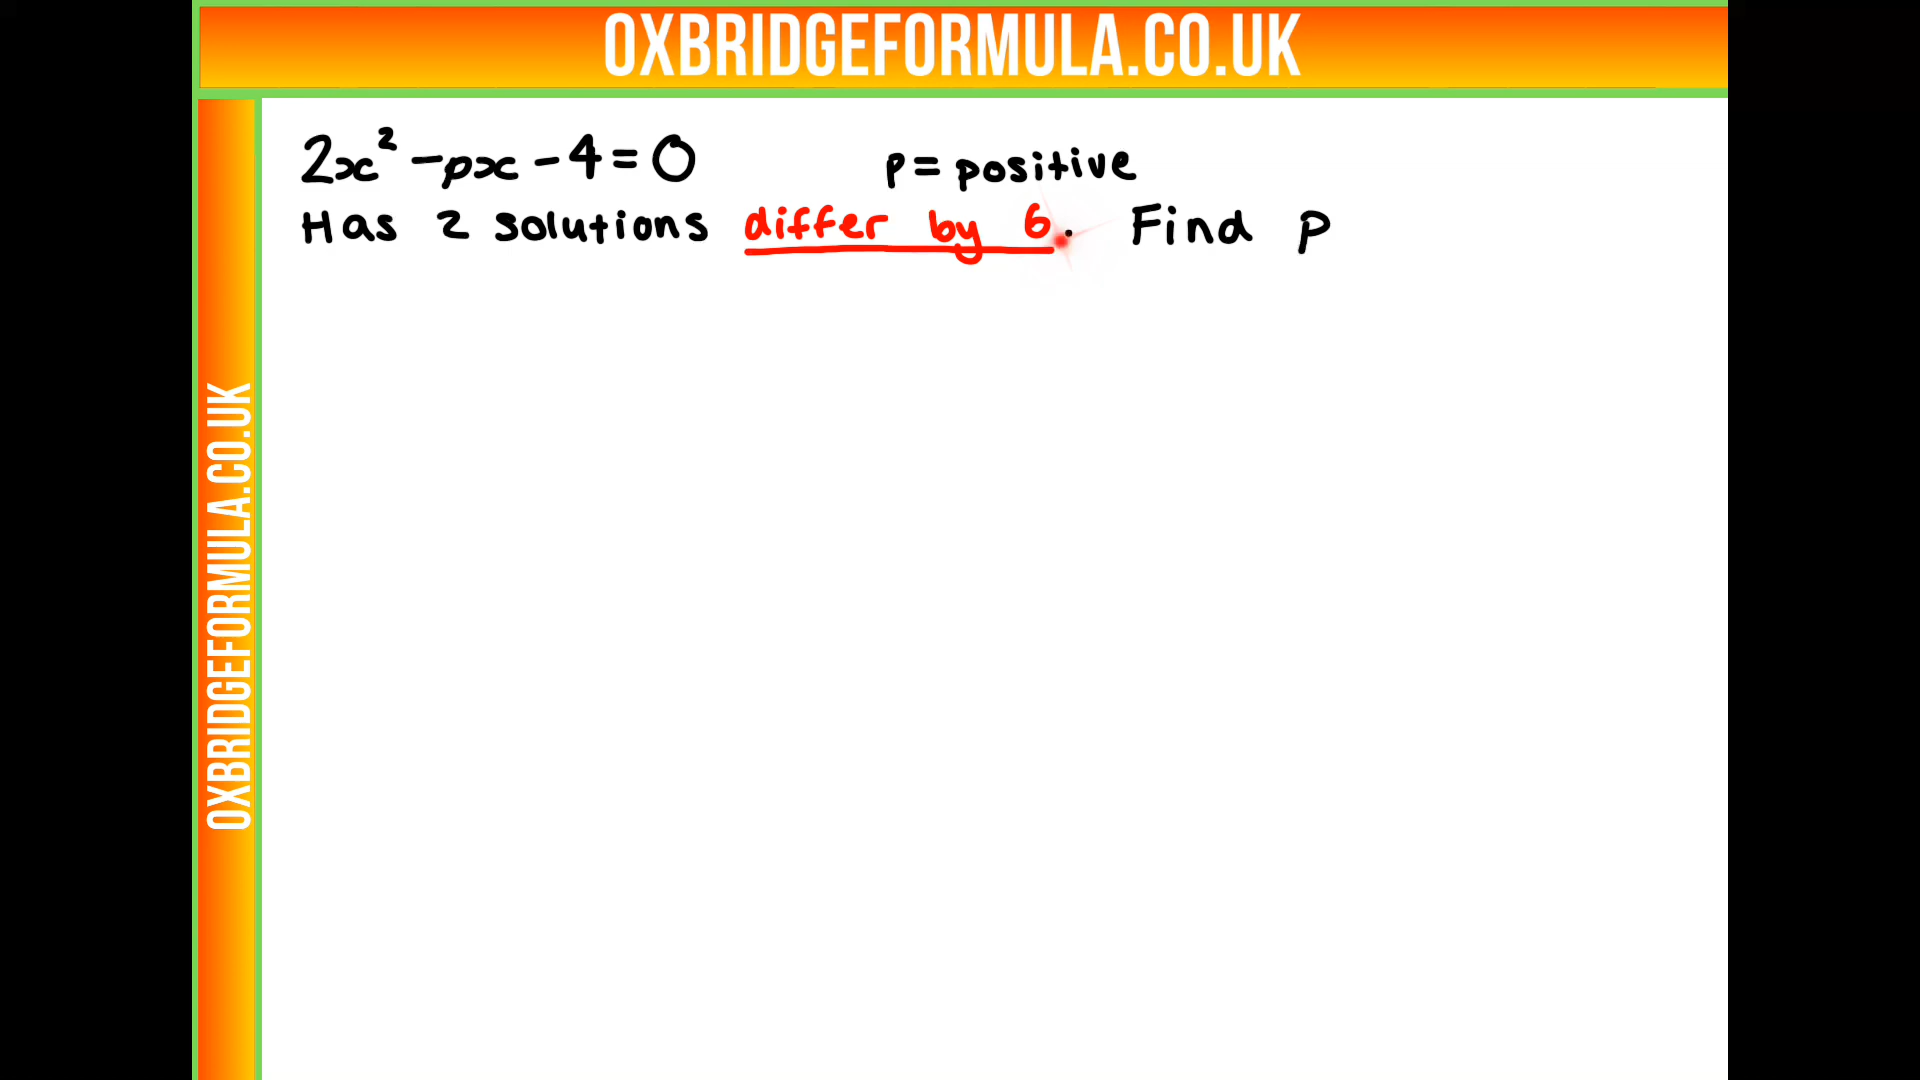 OXBRIDGEFORMULA.CO.UK
2x² - px - 4 = 0 p = positive
Has 2 solutions differ by 6. Find p
OXBRIDGEFORMULA.CO.UK